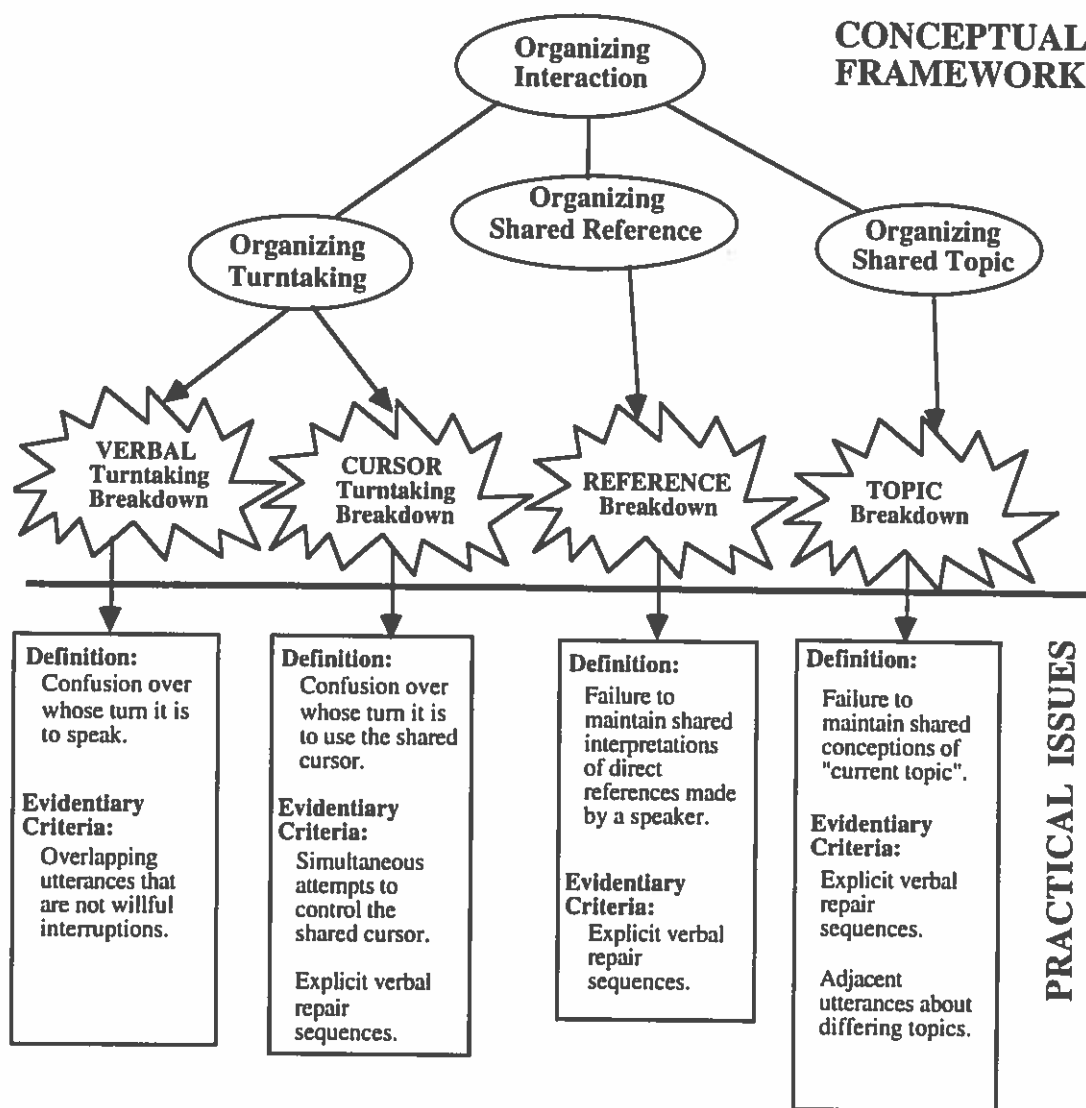 Organizing
Interaction
CONCEPTUAL
FRAMEWORK
Organizing
Turntaking
Organizing
Shared Reference
Organizing
Shared Topic
VERBAL
Turntaking
Breakdown
CURSOR
Turntaking
Breakdown
REFERENCE
Breakdown
TOPIC
Breakdown
Definition:
Confusion over
whose turn it is
to speak.
Evidentiary
Criteria:
Overlapping
utterances that
are not willful
interruptions.
Definition:
Confusion over
whose turn it is
to use the shared
cursor.
Evidentiary
Criteria:
Simultaneous
attempts to
control the
shared cursor.
Explicit verbal
repair
sequences.
Definition:
Failure to
maintain shared
interpretations
of direct
references made
by a speaker.
Evidentiary
Criteria:
Explicit verbal
repair
sequences.
Definition:
Failure to
maintain shared
conceptions of
"current topic".
Evidentiary
Criteria:
Explicit verbal
repair
sequences.
Adjacent
utterances about
differing topics.
PRACTICAL ISSUES